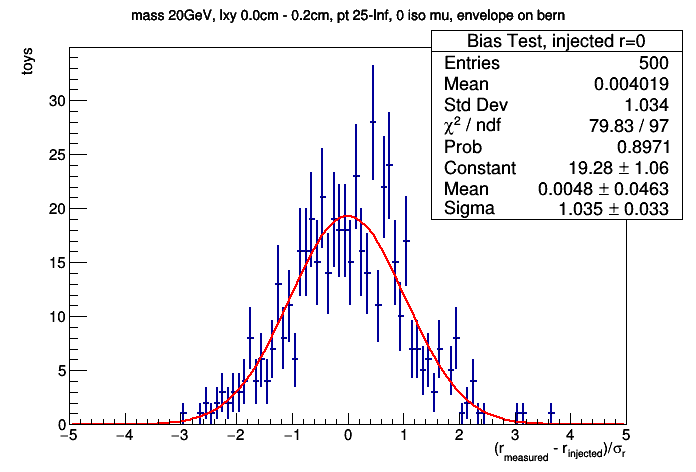 mass 20GeV, lxy 0.0cm - 0.2cm, pt 25-Inf, 0 iso mu, envelope on bern
toys
Bias Test, injected r=0
Entries 500
Mean 0.004019
Std Dev 1.034
χ² / ndf 79.83 / 97
Prob 0.8971
Constant 19.28 ± 1.06
Mean 0.0048 ± 0.0463
Sigma 1.035 ± 0.033
30
25
20
15
10
5
0
−5 −4 −3 −2 −1 0 1 2 3 4 5
(r_measured - r_injected)/σ_r